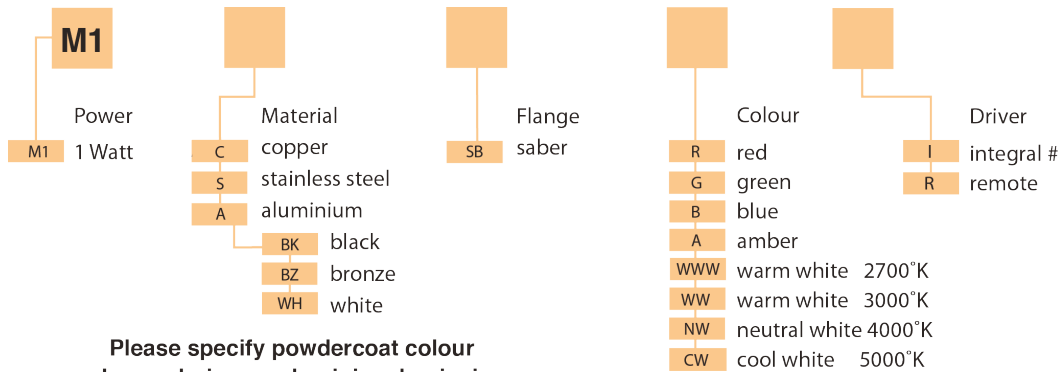 M1
Power
M1 1 Watt
Material
C copper
S stainless steel
A aluminium
BK black
BZ bronze
WH white
Please specify powdercoat colour
Flange
SB saber
Colour
R red
G green
B blue
A amber
WWW warm white 2700°K
WW warm white 3000°K
NW neutral white 4000°K
CW cool white 5000°K
Driver
I integral #
R remote